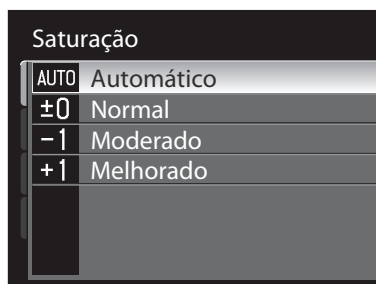 Saturação
AUTO Automático
±0 Normal
−1 Moderado
+1 Melhorado